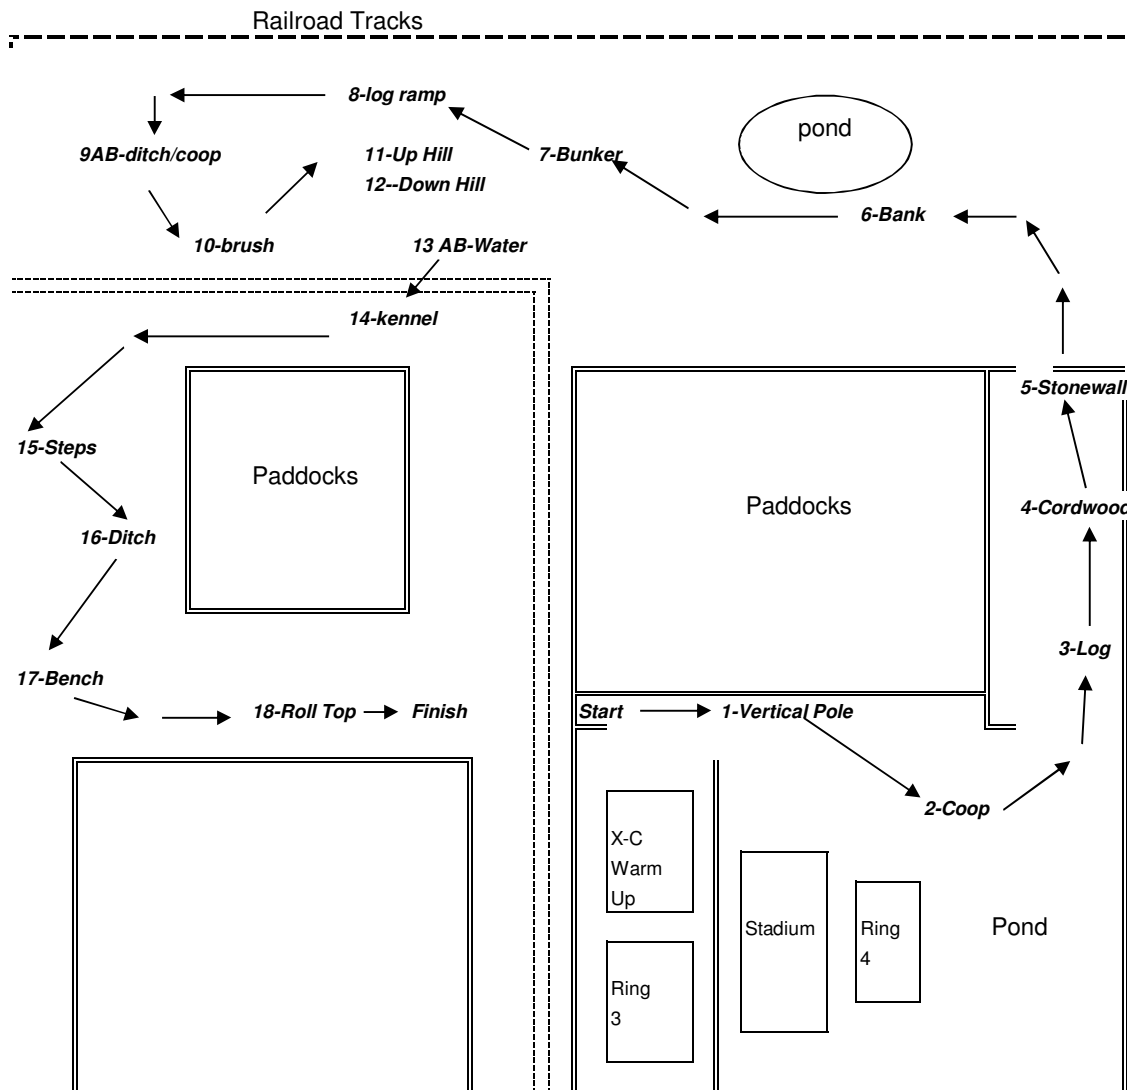 Railroad Tracks
8-log ramp
pond
9AB-ditch/coop
11-Up Hill
7-Bunker
12--Down Hill
6-Bank
10-brush
13 AB-Water
14-kennel
5-Stonewall
15-Steps
Paddocks
Paddocks
4-Cordwood
16-Ditch
3-Log
17-Bench
18-Roll Top
Finish
Start
1-Vertical Pole
2-Coop
X-C
Warm
Up
Stadium
Ring
4
Pond
Ring
3